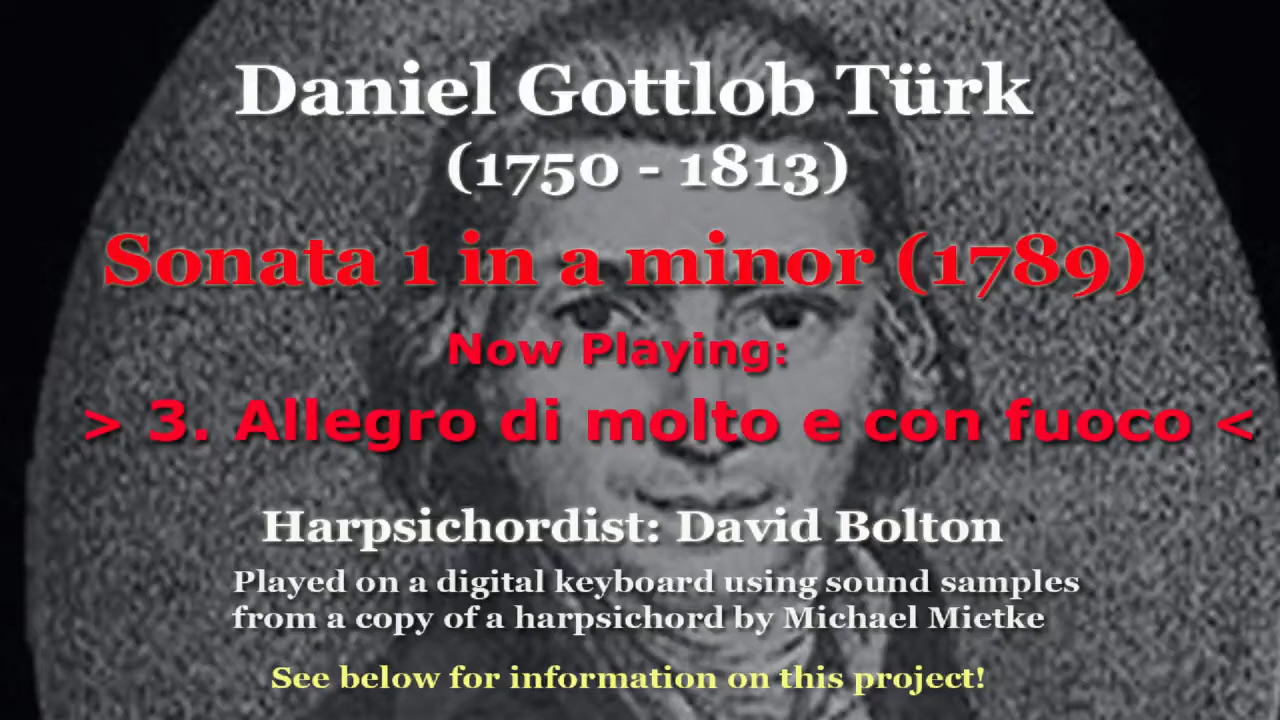 Daniel Gottlob Türk
(1750 - 1813)
Sonata 1 in a minor (1789)
Now Playing:
> 3. Allegro di molto e con fuoco <
Harpsichordist: David Bolton
Played on a digital keyboard using sound samples
from a copy of a harpsichord by Michael Mietke
See below for information on this project!